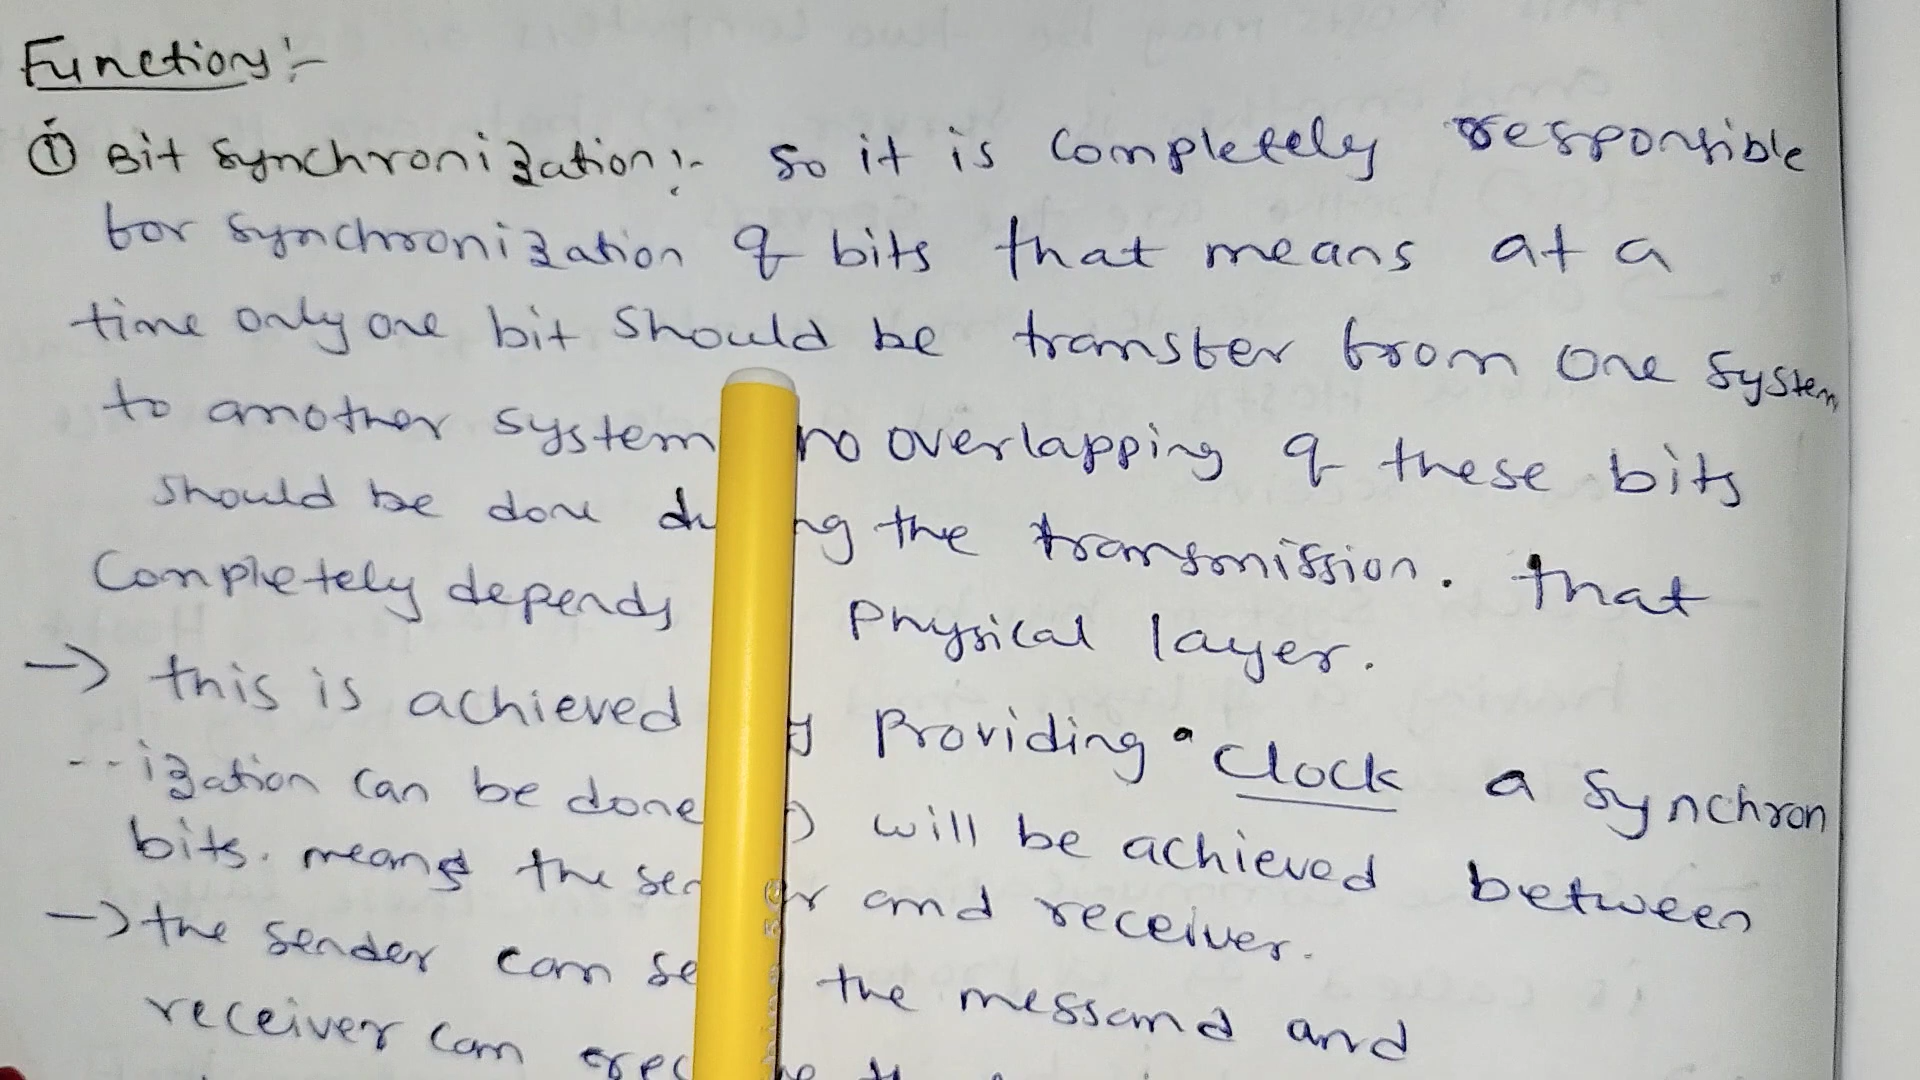 Functions:-
① Bit Synchronization:- So it is completely responsible
for synchronization of bits that means at a
time only one bit should be transfer from one system
to another system no overlapping of these bits
should be done the transmission. that
Completely depends Physical layer.
→ this is achieved Providing a clock a synchron
--ization can be done will be achieved between
bits. means the and receiver.
→ the sender can the messand and
receiver can